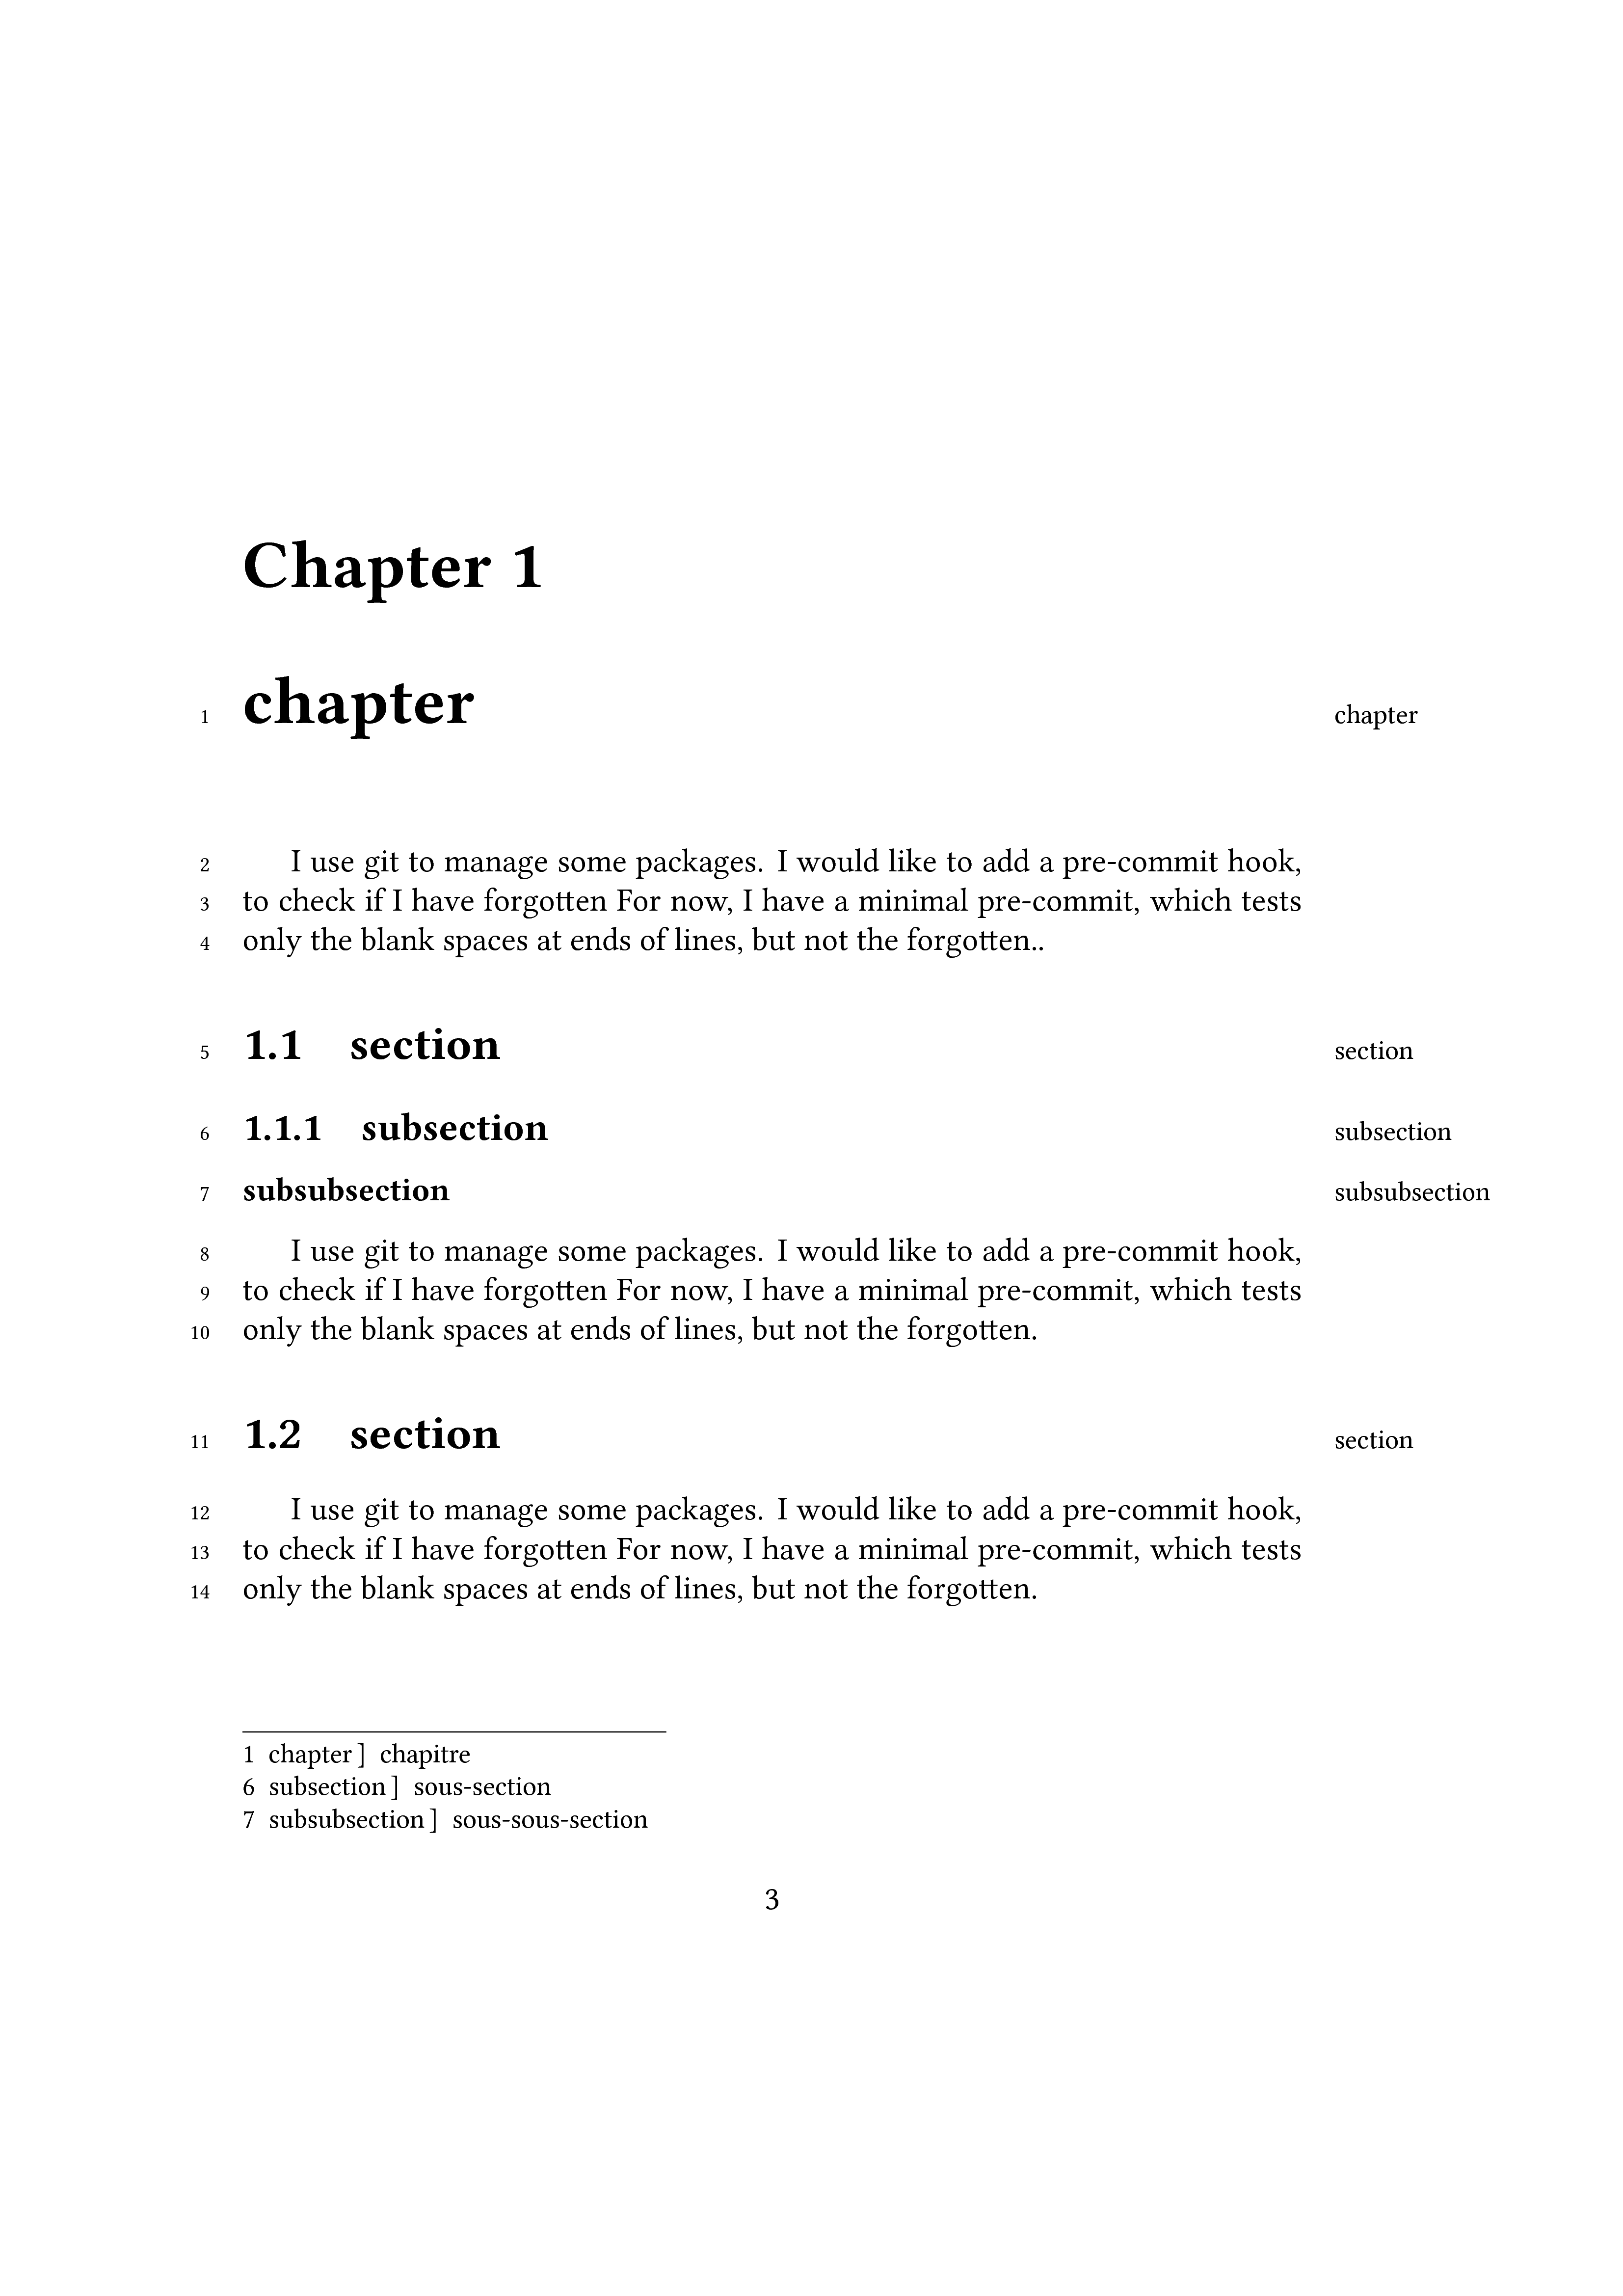 Chapter 1
1 chapter chapter
2 I use git to manage some packages. I would like to add a pre-commit hook,
3 to check if I have forgotten For now, I have a minimal pre-commit, which tests
4 only the blank spaces at ends of lines, but not the forgotten..
5 1.1 section section
6 1.1.1 subsection subsection
7 subsubsection subsubsection
8 I use git to manage some packages. I would like to add a pre-commit hook,
9 to check if I have forgotten For now, I have a minimal pre-commit, which tests
10 only the blank spaces at ends of lines, but not the forgotten.
11 1.2 section section
12 I use git to manage some packages. I would like to add a pre-commit hook,
13 to check if I have forgotten For now, I have a minimal pre-commit, which tests
14 only the blank spaces at ends of lines, but not the forgotten.
1 chapter ] chapitre
6 subsection ] sous-section
7 subsubsection ] sous-sous-section
3